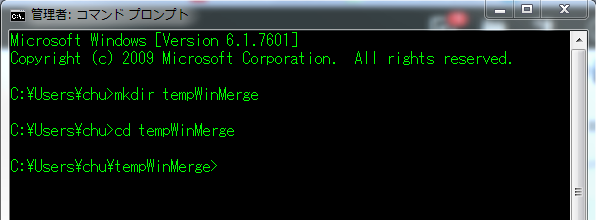 管理者: コマンド プロンプト
Microsoft Windows [Version 6.1.7601]
Copyright (c) 2009 Microsoft Corporation.  All rights reserved.
C:¥Users¥chu>mkdir tempWinMerge
C:¥Users¥chu>cd tempWinMerge
C:¥Users¥chu¥tempWinMerge>